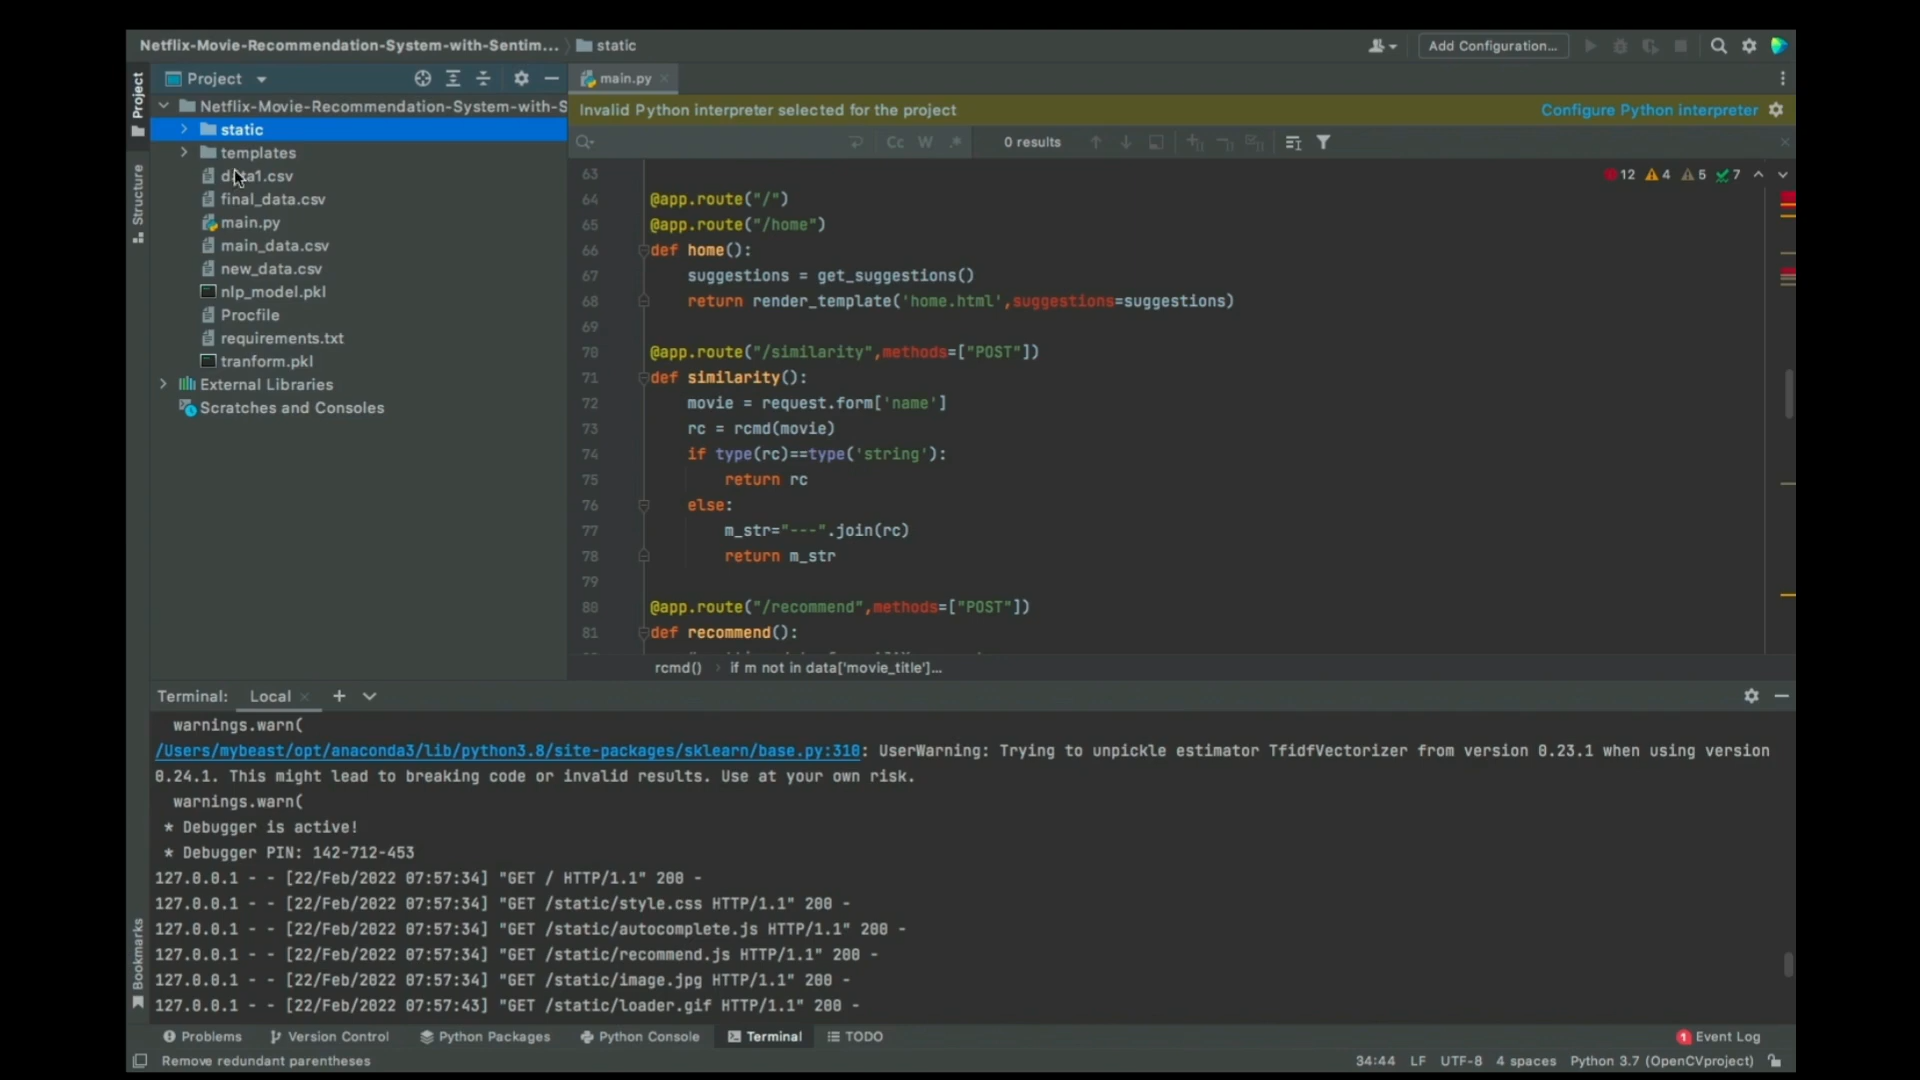 Netflix-Movie-Recommendation-System-with-Sentim... static
Add Configuration...
Project
main.py
Netflix-Movie-Recommendation-System-with-S
static
templates
data1.csv
final_data.csv
main.py
main_data.csv
new_data.csv
nlp_model.pkl
Procfile
requirements.txt
tranform.pkl
External Libraries
Scratches and Consoles
Project
Structure
Bookmarks
Invalid Python interpreter selected for the project
Configure Python interpreter
Cc W .* 0 results
12 4 5 7
63
64 @app.route("/")
65 @app.route("/home")
66 def home():
67 suggestions = get_suggestions()
68 return render_template('home.html',suggestions=suggestions)
69
70 @app.route("/similarity",methods=["POST"])
71 def similarity():
72 movie = request.form['name']
73 rc = rcmd(movie)
74 if type(rc)==type('string'):
75 return rc
76 else:
77 m_str="---".join(rc)
78 return m_str
79
80 @app.route("/recommend",methods=["POST"])
81 def recommend():
rcmd() if m not in data['movie_title']...
Terminal: Local
warnings.warn(
/Users/mybeast/opt/anaconda3/lib/python3.8/site-packages/sklearn/base.py:310: UserWarning: Trying to unpickle estimator TfidfVectorizer from version 0.23.1 when using version
0.24.1. This might lead to breaking code or invalid results. Use at your own risk.
warnings.warn(
* Debugger is active!
* Debugger PIN: 142-712-453
127.0.0.1 - - [22/Feb/2022 07:57:34] "GET / HTTP/1.1" 200 -
127.0.0.1 - - [22/Feb/2022 07:57:34] "GET /static/style.css HTTP/1.1" 200 -
127.0.0.1 - - [22/Feb/2022 07:57:34] "GET /static/autocomplete.js HTTP/1.1" 200 -
127.0.0.1 - - [22/Feb/2022 07:57:34] "GET /static/recommend.js HTTP/1.1" 200 -
127.0.0.1 - - [22/Feb/2022 07:57:34] "GET /static/image.jpg HTTP/1.1" 200 -
127.0.0.1 - - [22/Feb/2022 07:57:43] "GET /static/loader.gif HTTP/1.1" 200 -
Problems Version Control Python Packages Python Console Terminal TODO
1 Event Log
Remove redundant parentheses
34:44 LF UTF-8 4 spaces Python 3.7 (OpenCVproject)